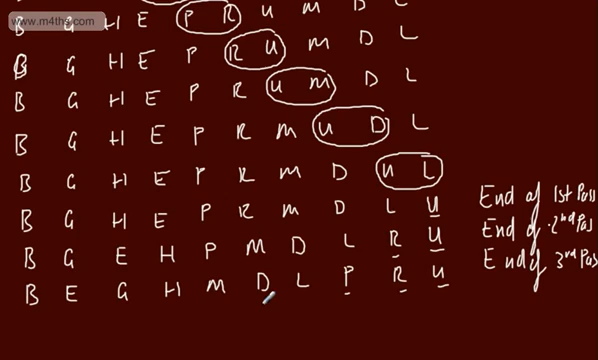 www.m4ths.com
B G H E P R U M D L
B G H E P R U M D L
B G H E P R U M D L
B G H E P R M U D L
B G H E P R M D U L
B G H E P R M D L U End of 1st Pass
B G E H P M D L R U End of 2nd Pass
B E G H M D L P R U End of 3rd Pass